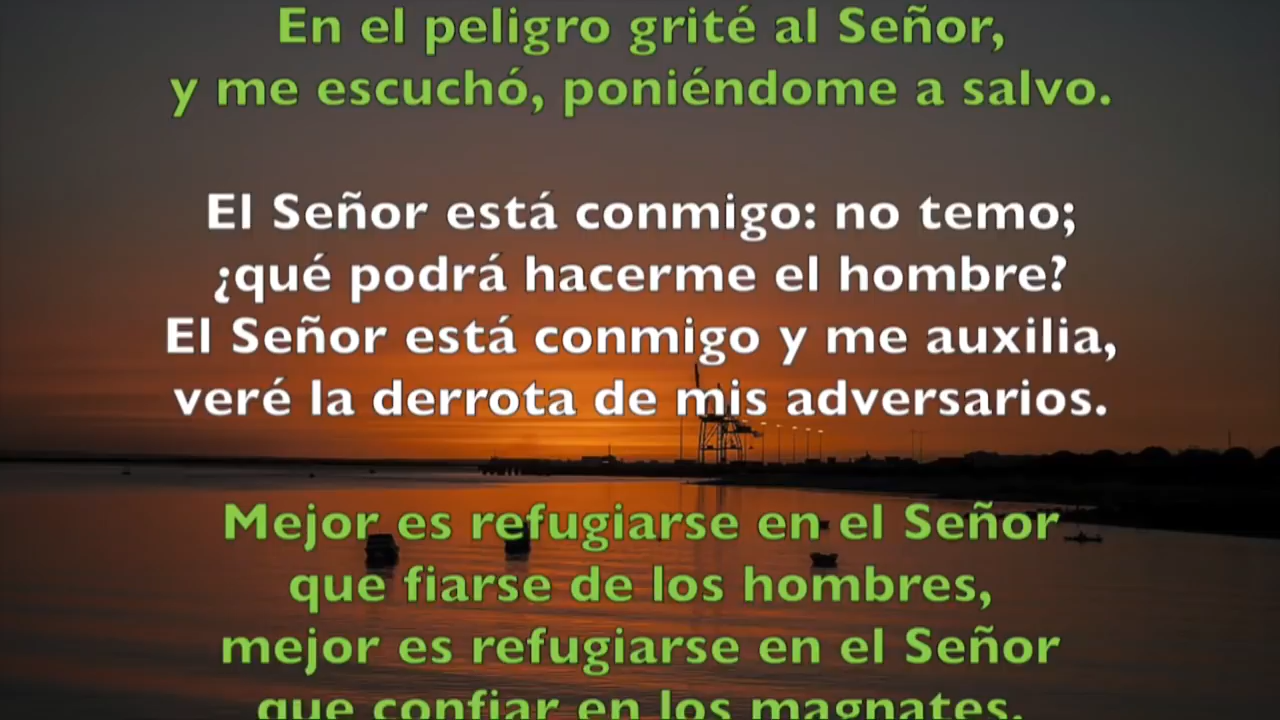 En el peligro grité al Señor,
y me escuchó, poniéndome a salvo.
El Señor está conmigo: no temo;
¿qué podrá hacerme el hombre?
El Señor está conmigo y me auxilia,
veré la derrota de mis adversarios.
Mejor es refugiarse en el Señor
que fiarse de los hombres,
mejor es refugiarse en el Señor
que confiar en los magnates.